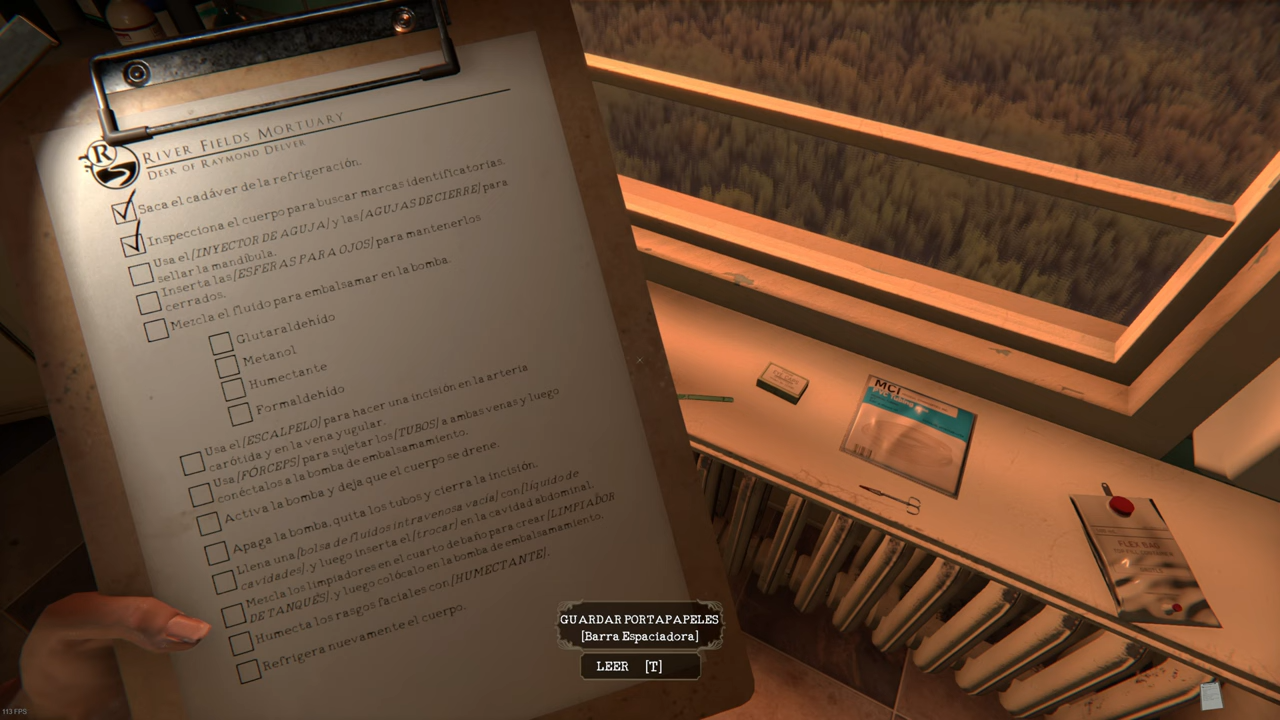 RIVER FIELDS MORTUARY
DESK OF RAYMOND DELVER
Saca el cadáver de la refrigeración.
Inspecciona el cuerpo para buscar marcas identificatorias.
Usa el [INYECTOR DE AGUJA] y las [AGUJAS DE CIERRE] para
sellar la mandíbula.
Inserta las [ESFERAS PARA OJOS] para mantenerlos
cerrados.
Mezcla el fluido para embalsamar en la bomba.
Glutaraldehído
Metanol
Humectante
Formaldehído
Usa el [ESCALPELO] para hacer una incisión en la arteria
carótida y en la vena yugular.
Usa [FÓRCEPS] para sujetar los [TUBOS] a ambas venas y luego
conéctalos a la bomba de embalsamamiento.
Activa la bomba y deja que el cuerpo se drene.
Apaga la bomba, quita los tubos y cierra la incisión.
Llena una [bolsa de fluidos intravenosa vacía] con [líquido de
cavidades], y luego inserta el [trocar] en la cavidad abdominal.
Mezcla los limpiadores en el cuarto de baño para crear [LIMPIADOR
DE TANQUES], y luego colócalo en la bomba de embalsamamiento.
Humecta los rasgos faciales con [HUMECTANTE].
Refrigera nuevamente el cuerpo.
EYE CAPS
MCI
FLEX BAG
GUARDAR PORTAPAPELES
[Barra Espaciadora]
LEER [T]
113 FPS